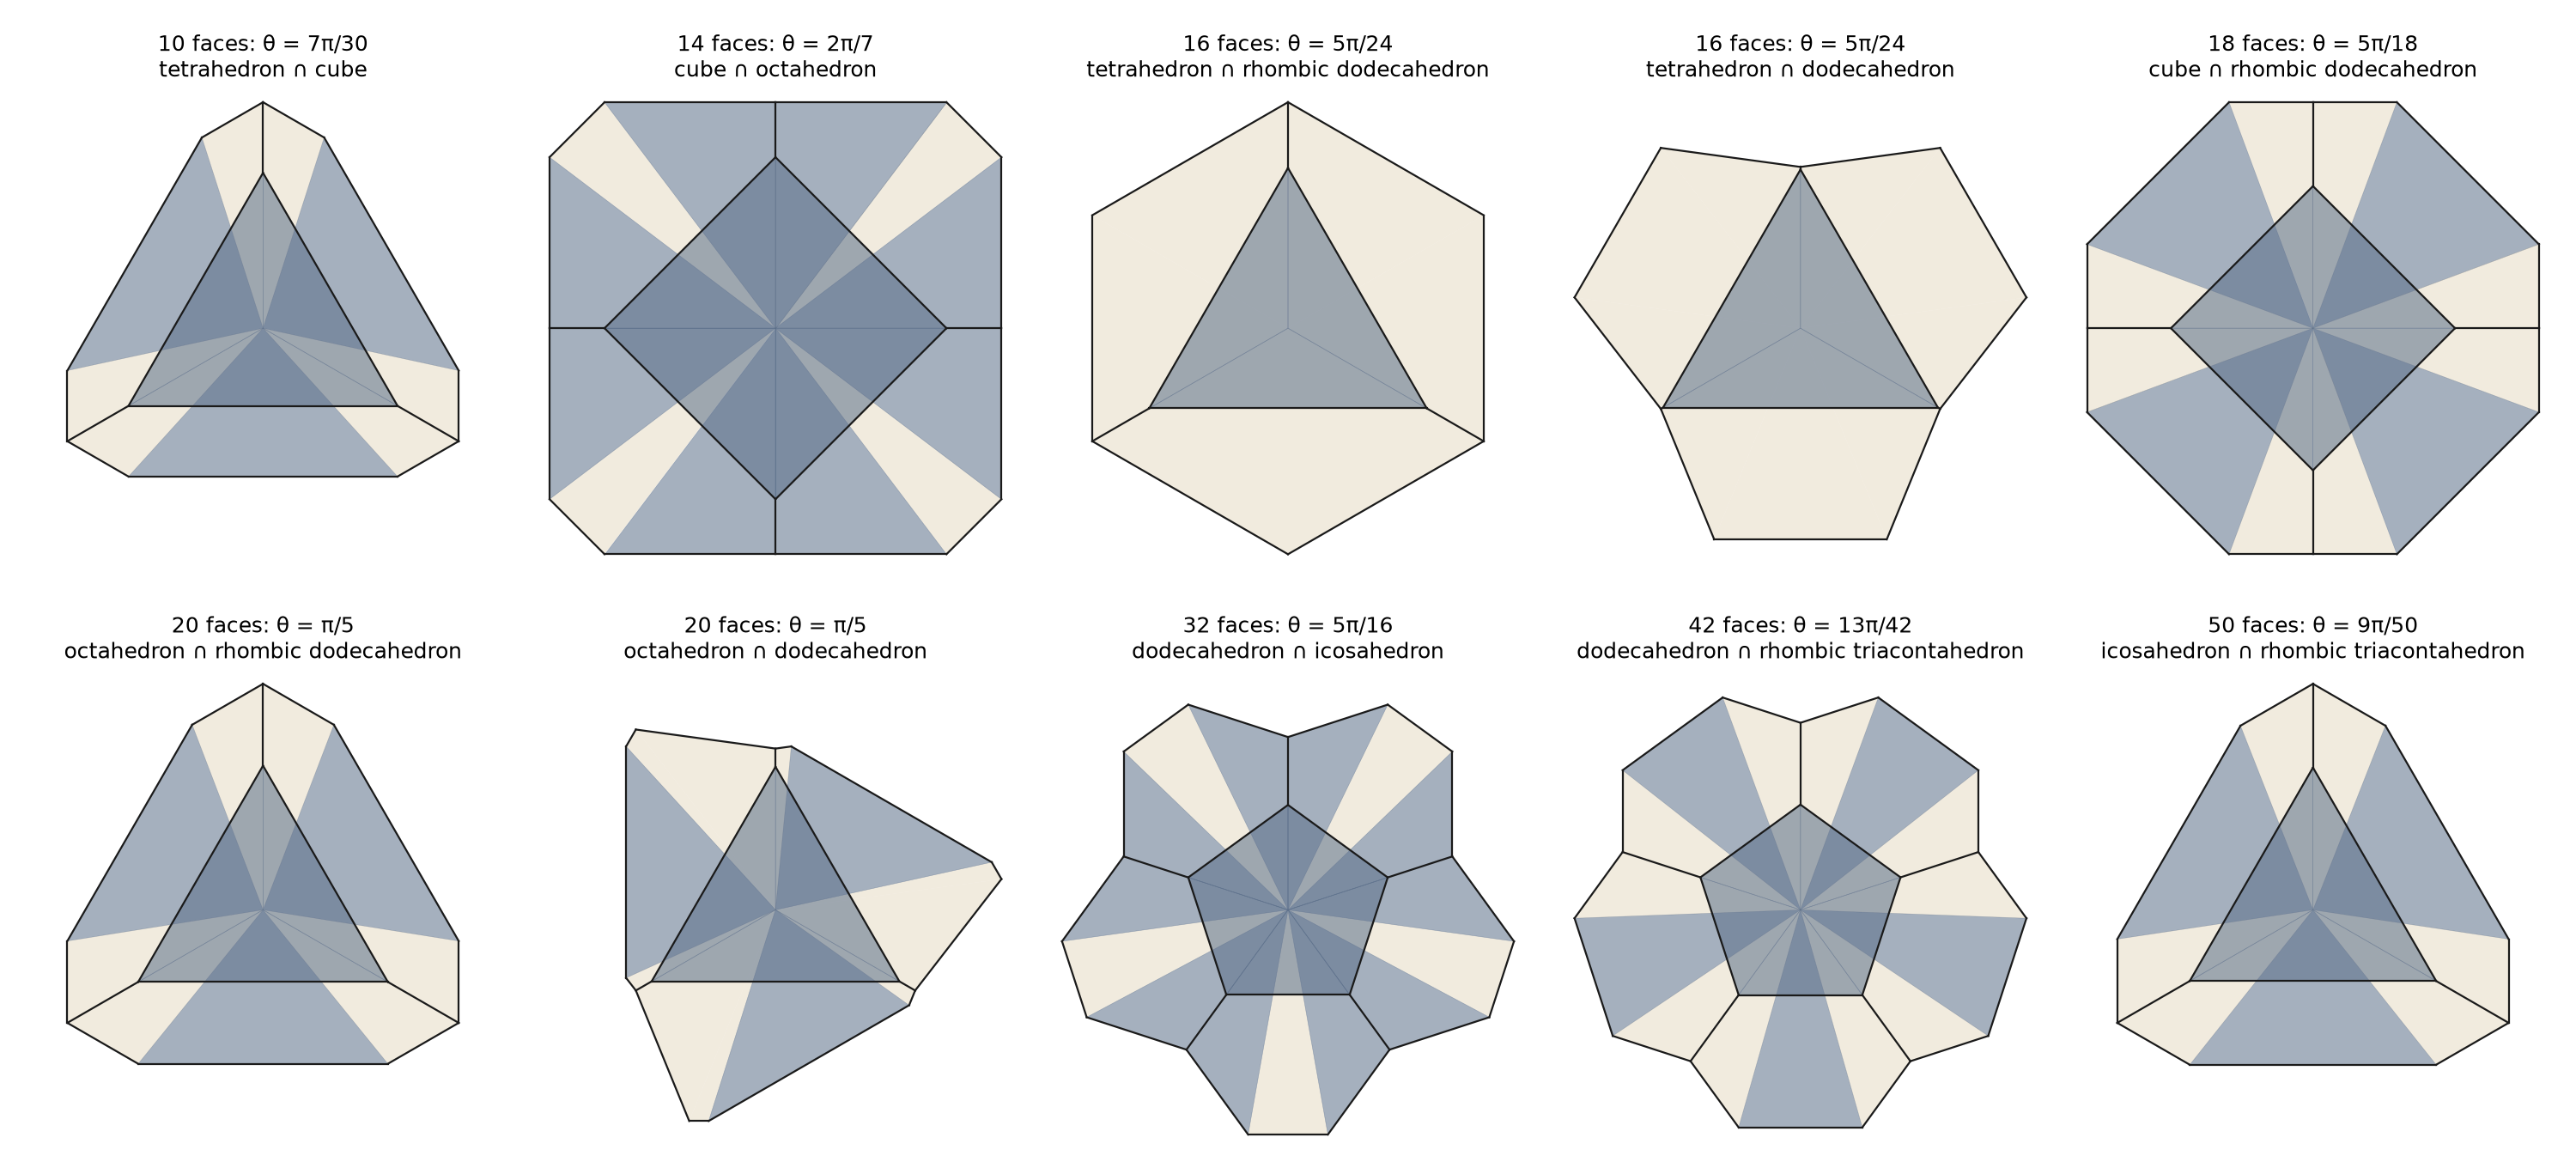 10 faces: θ = 7π/30
tetrahedron ∩ cube
14 faces: θ = 2π/7
cube ∩ octahedron
16 faces: θ = 5π/24
tetrahedron ∩ rhombic dodecahedron
16 faces: θ = 5π/24
tetrahedron ∩ dodecahedron
18 faces: θ = 5π/18
cube ∩ rhombic dodecahedron
20 faces: θ = π/5
octahedron ∩ rhombic dodecahedron
20 faces: θ = π/5
octahedron ∩ dodecahedron
32 faces: θ = 5π/16
dodecahedron ∩ icosahedron
42 faces: θ = 13π/42
dodecahedron ∩ rhombic triacontahedron
50 faces: θ = 9π/50
icosahedron ∩ rhombic triacontahedron